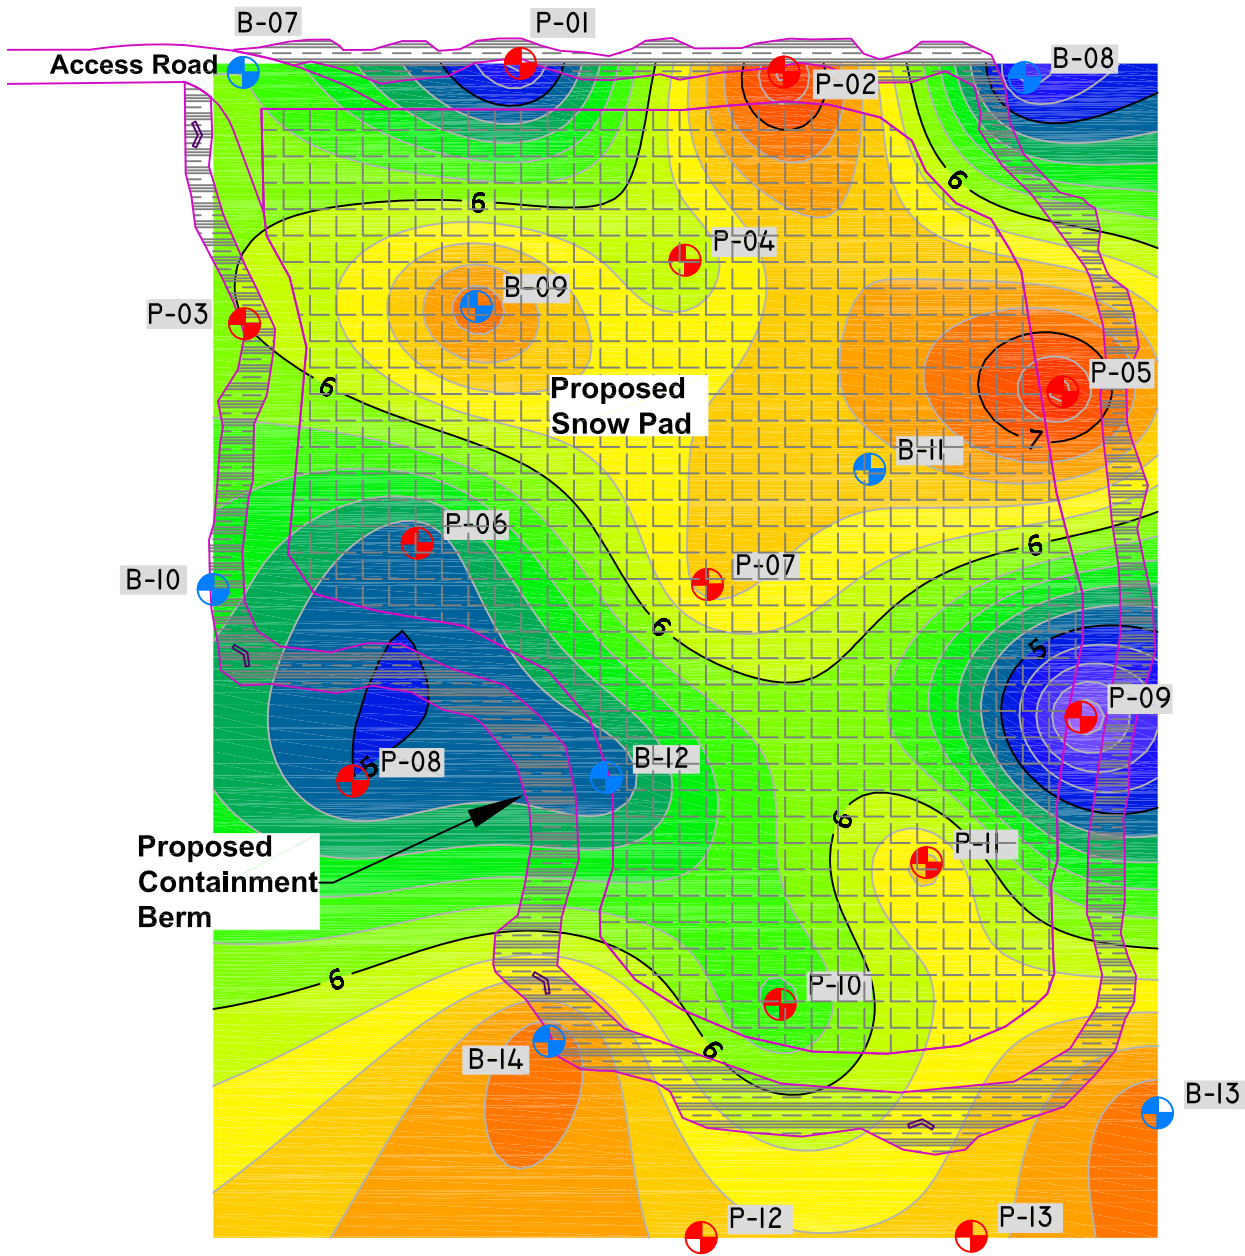 B-07
P-01
Access Road
B-08
P-02
6
6
P-04
B-09
P-03
P-05
6
Proposed
Snow Pad
7
B-11
P-06
6
P-07
B-10
6
5
P-09
B-12
P-08
5
6
P-11
Proposed
Containment
Berm
6
P-10
6
B-14
B-13
P-12
P-13